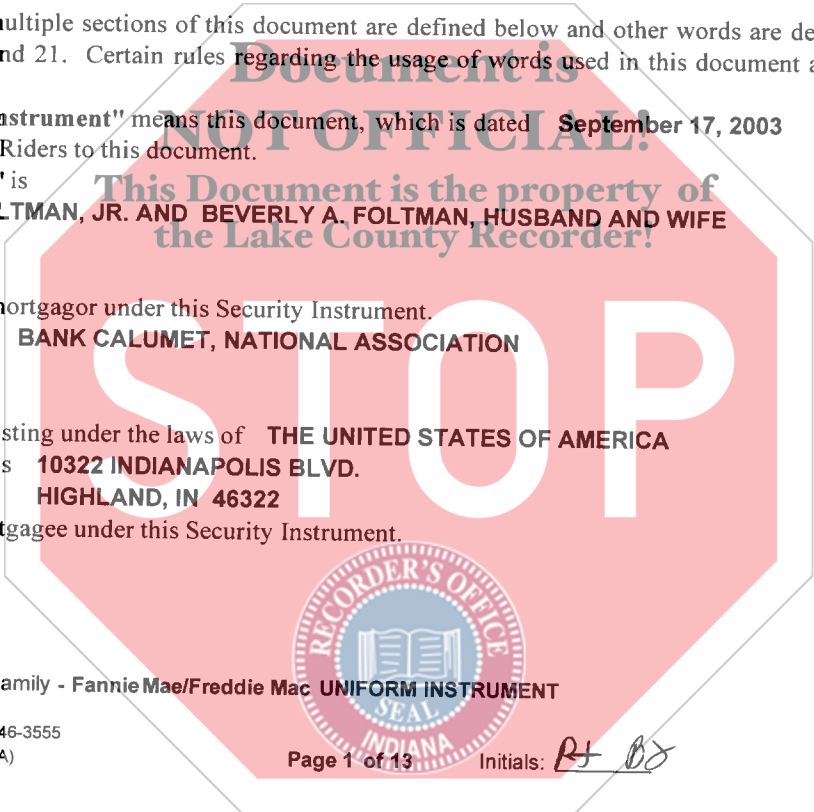 ultiple sections of this document are defined below and other words are de
nd 21. Certain rules regarding the usage of words used in this document a
Document is
nstrument" means this document, which is dated September 17, 2003
NOT OFFICIAL!
Riders to this document.
" is
This Document is the property of
LTMAN, JR. AND BEVERLY A. FOLTMAN, HUSBAND AND WIFE
the Lake County Recorder!
ortgagor under this Security Instrument.
BANK CALUMET, NATIONAL ASSOCIATION
STOP
sting under the laws of THE UNITED STATES OF AMERICA
s 10322 INDIANAPOLIS BLVD.
HIGHLAND, IN 46322
tgagee under this Security Instrument.
RECORDER'S OFFICE
amily - Fannie Mae/Freddie Mac UNIFORM INSTRUMENT
SEAL
46-3555
INDIANA
A)
Page 1 of 13 Initials: